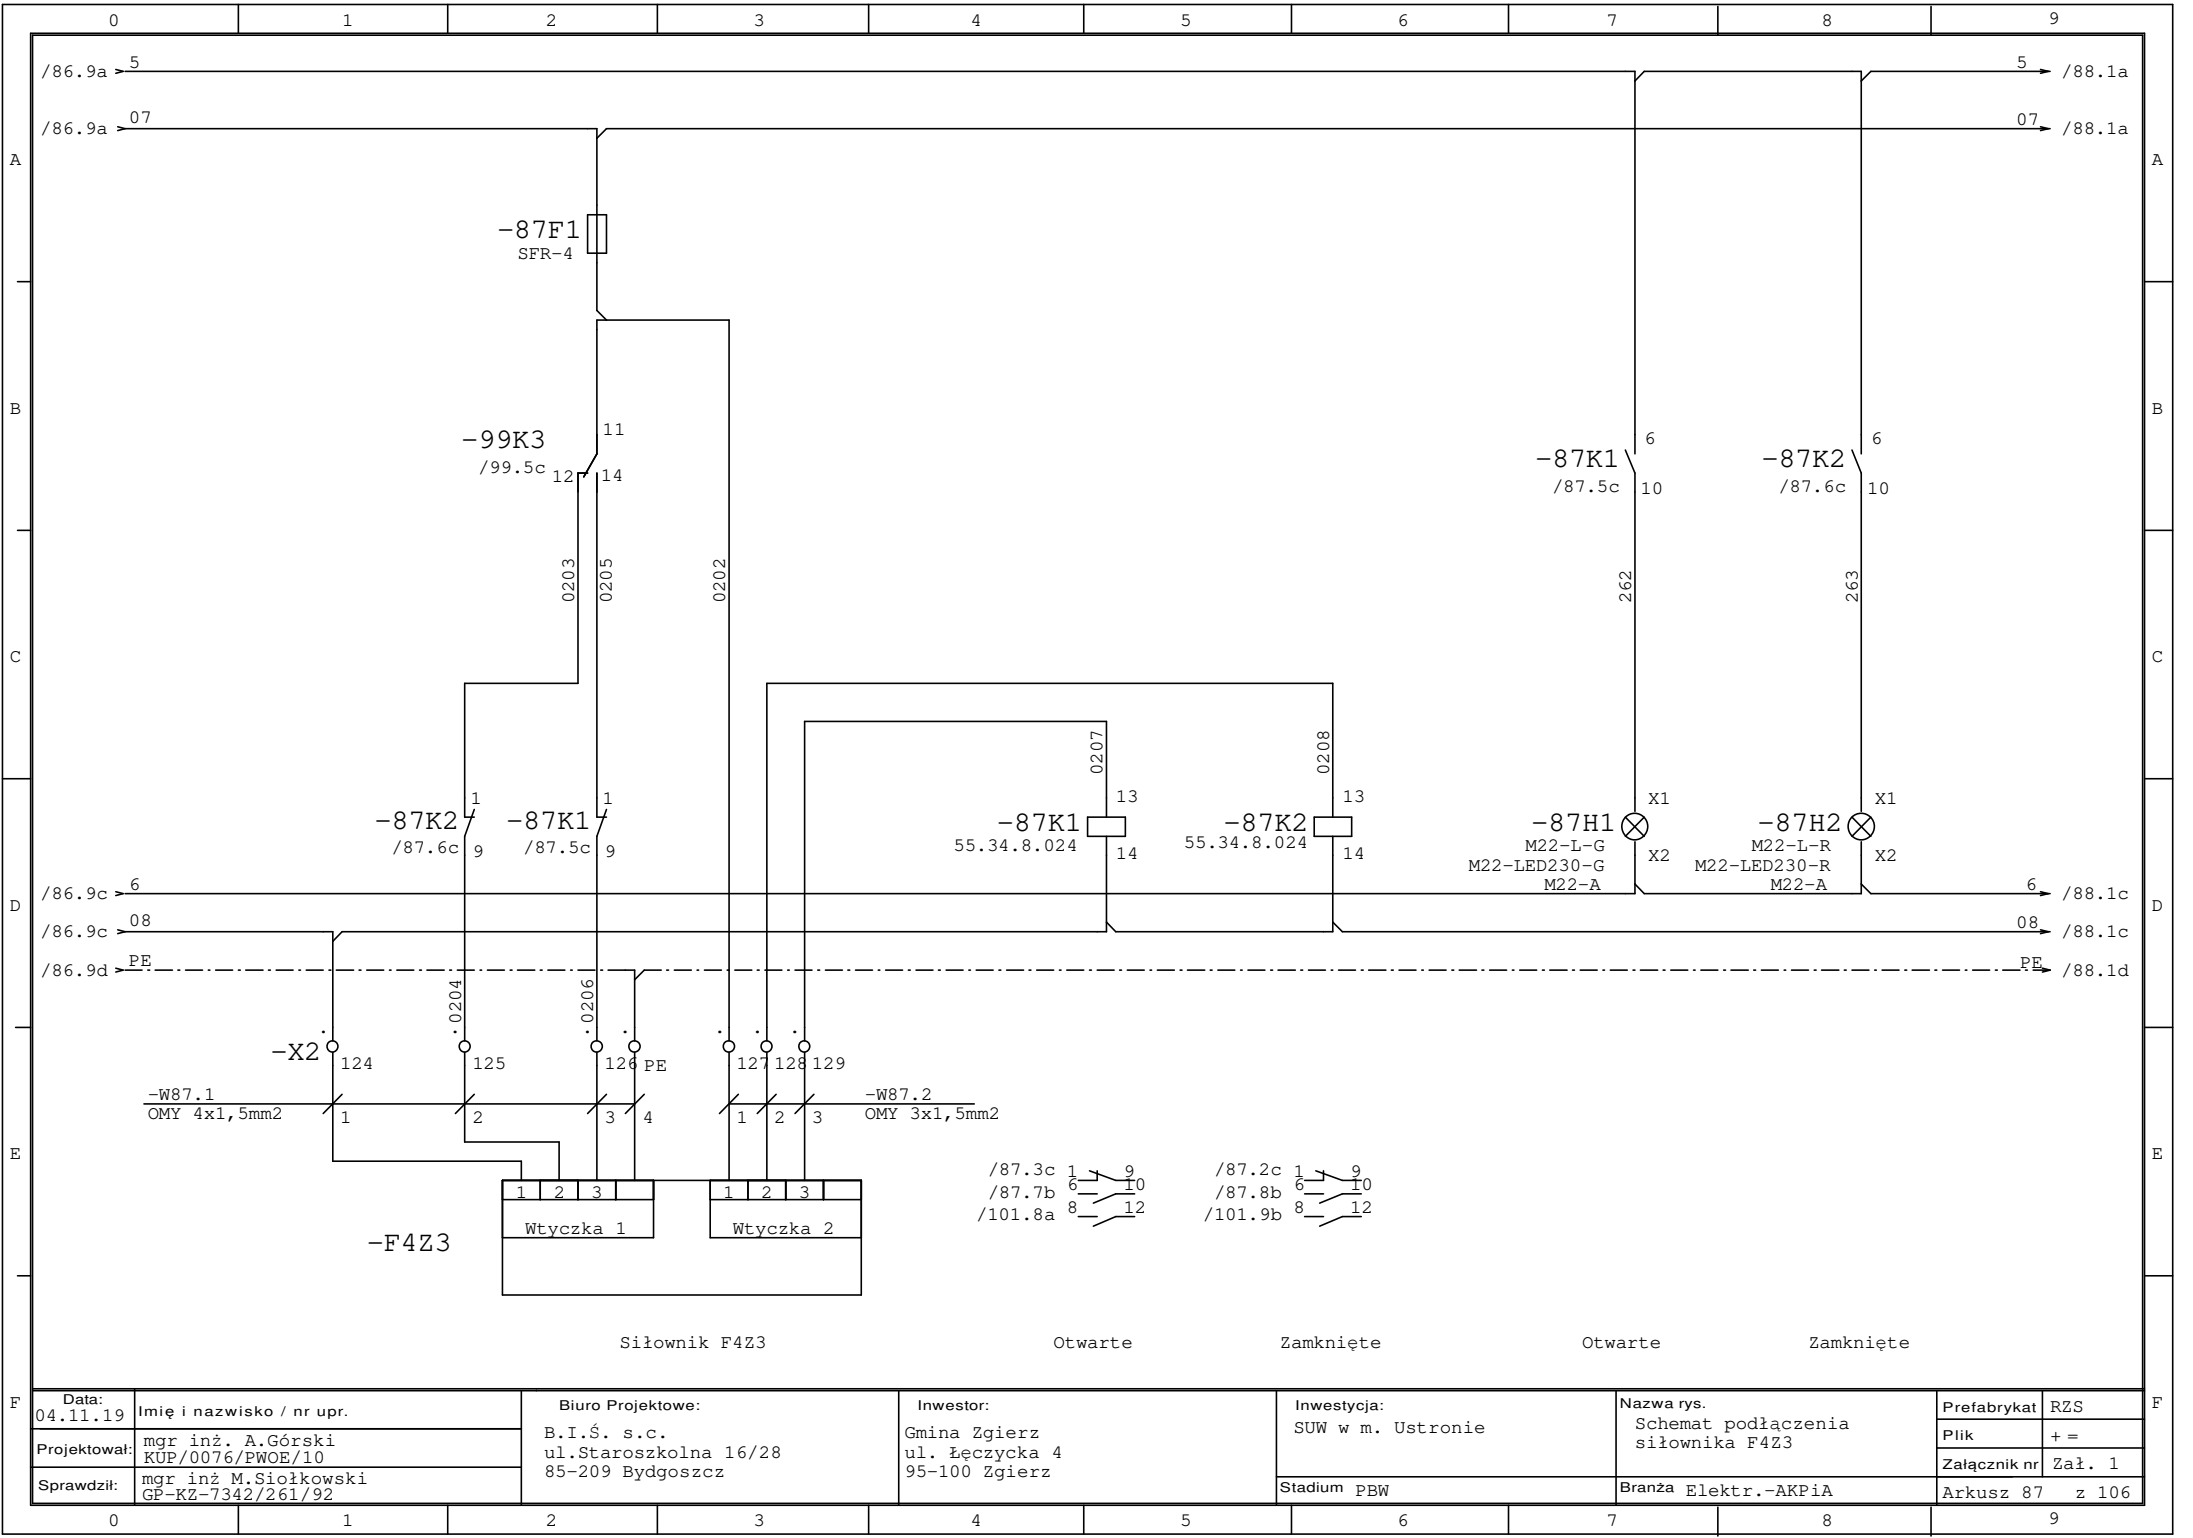 0 1 2 3 4 5 6 7 8 9
/86.9a 5 5 /88.1a
/86.9a 07 07 /88.1a
A A
-87F1
SFR-4
B B
-99K3 11
/99.5c 12 14
-87K1 6
/87.5c 10
-87K2 6
/87.6c 10
0203 0205 0202 262 263
C C
0207 0208
-87K2 1
/87.6c 9
-87K1 1
/87.5c 9
13
-87K1
55.34.8.024
14
13
-87K2
55.34.8.024
14
X1
-87H1
M22-L-G
X2
M22-LED230-G
M22-A
X1
-87H2
M22-L-R
X2
M22-LED230-R
M22-A
/86.9c 6 6 /88.1c
D D
/86.9c 08 08 /88.1c
/86.9d PE PE /88.1d
0204 0206
-X2 124 125 126 PE 127 128 129
-W87.1
OMY 4x1,5mm2
1 2 3 4 1 2 3
-W87.2
OMY 3x1,5mm2
E E
/87.3c 1 9
/87.7b 6 10
/101.8a 8 12
/87.2c 1 9
/87.8b 6 10
/101.9b 8 12
1 2 3 1 2 3
Wtyczka 1 Wtyczka 2
-F4Z3
Siłownik F4Z3 Otwarte Zamknięte Otwarte Zamknięte
F F
Data:
04.11.19
Imię i nazwisko / nr upr.
Projektował:
mgr inż. A.Górski
KUP/0076/PWOE/10
Sprawdził:
mgr inż M.Siołkowski
GP-KZ-7342/261/92
Biuro Projektowe:
B.I.Ś. s.c.
ul.Staroszkolna 16/28
85-209 Bydgoszcz
Inwestor:
Gmina Zgierz
ul. Łęczycka 4
95-100 Zgierz
Inwestycja:
SUW w m. Ustronie
Stadium PBW
Nazwa rys.
Schemat podłączenia
siłownika F4Z3
Branża Elektr.-AKPiA
Prefabrykat RZS
Plik + =
Załącznik nr Zał. 1
Arkusz 87 z 106
0 1 2 3 4 5 6 7 8 9